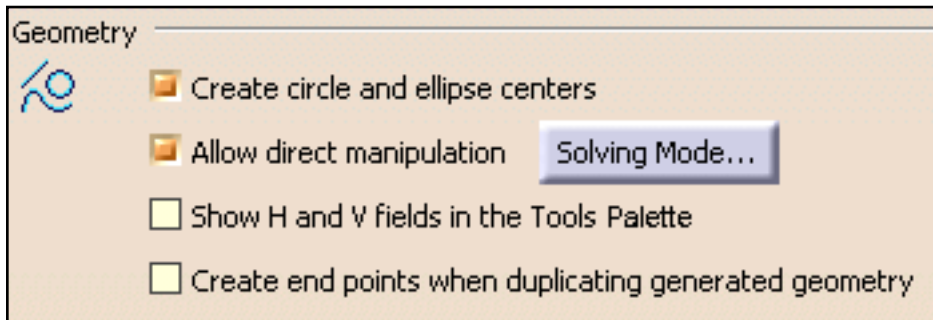 Geometry
Create circle and ellipse centers
Allow direct manipulation Solving Mode...
Show H and V fields in the Tools Palette
Create end points when duplicating generated geometry